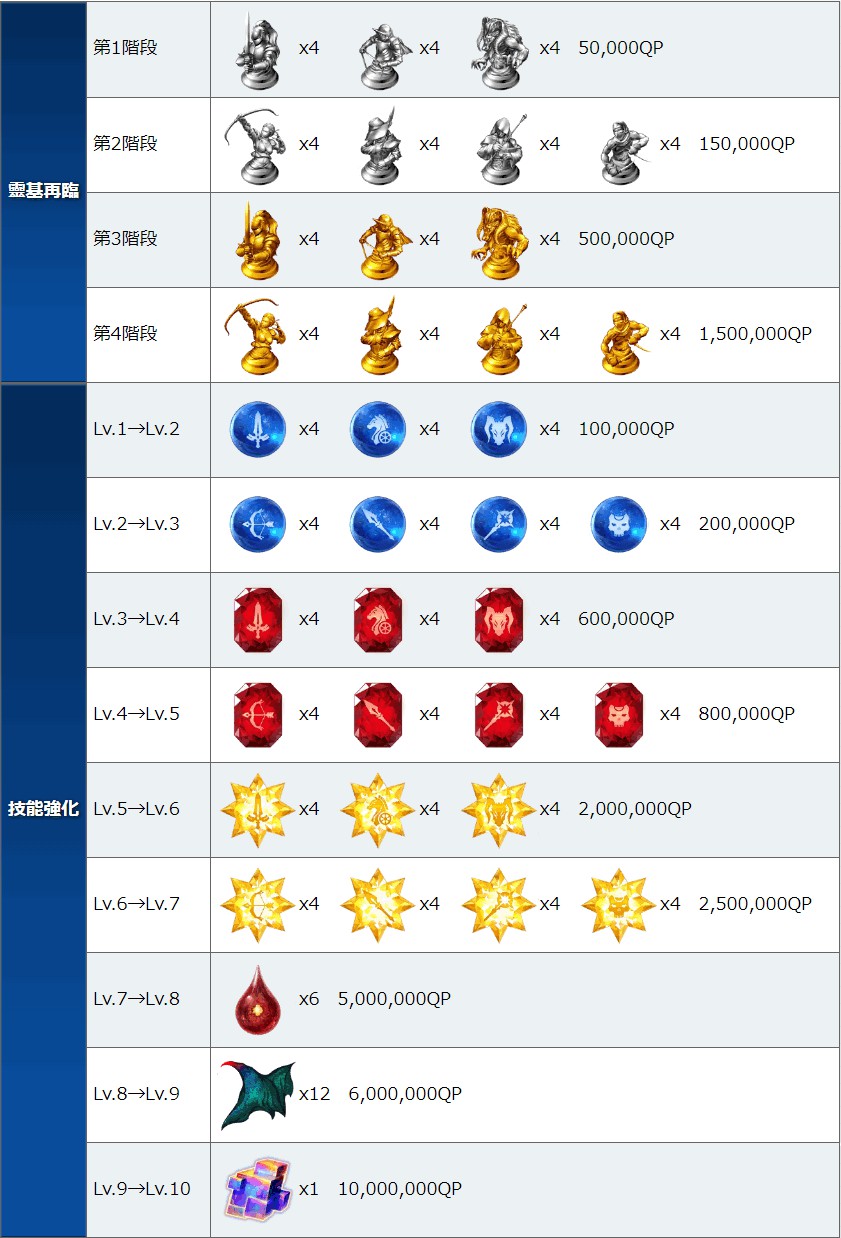 靈基再臨
第1階段 x4 x4 x4 50,000QP
第2階段 x4 x4 x4 x4 150,000QP
第3階段 x4 x4 x4 500,000QP
第4階段 x4 x4 x4 x4 1,500,000QP
技能強化
Lv.1→Lv.2 x4 x4 x4 100,000QP
Lv.2→Lv.3 x4 x4 x4 x4 200,000QP
Lv.3→Lv.4 x4 x4 x4 600,000QP
Lv.4→Lv.5 x4 x4 x4 x4 800,000QP
Lv.5→Lv.6 x4 x4 x4 2,000,000QP
Lv.6→Lv.7 x4 x4 x4 x4 2,500,000QP
Lv.7→Lv.8 x6 5,000,000QP
Lv.8→Lv.9 x12 6,000,000QP
Lv.9→Lv.10 x1 10,000,000QP